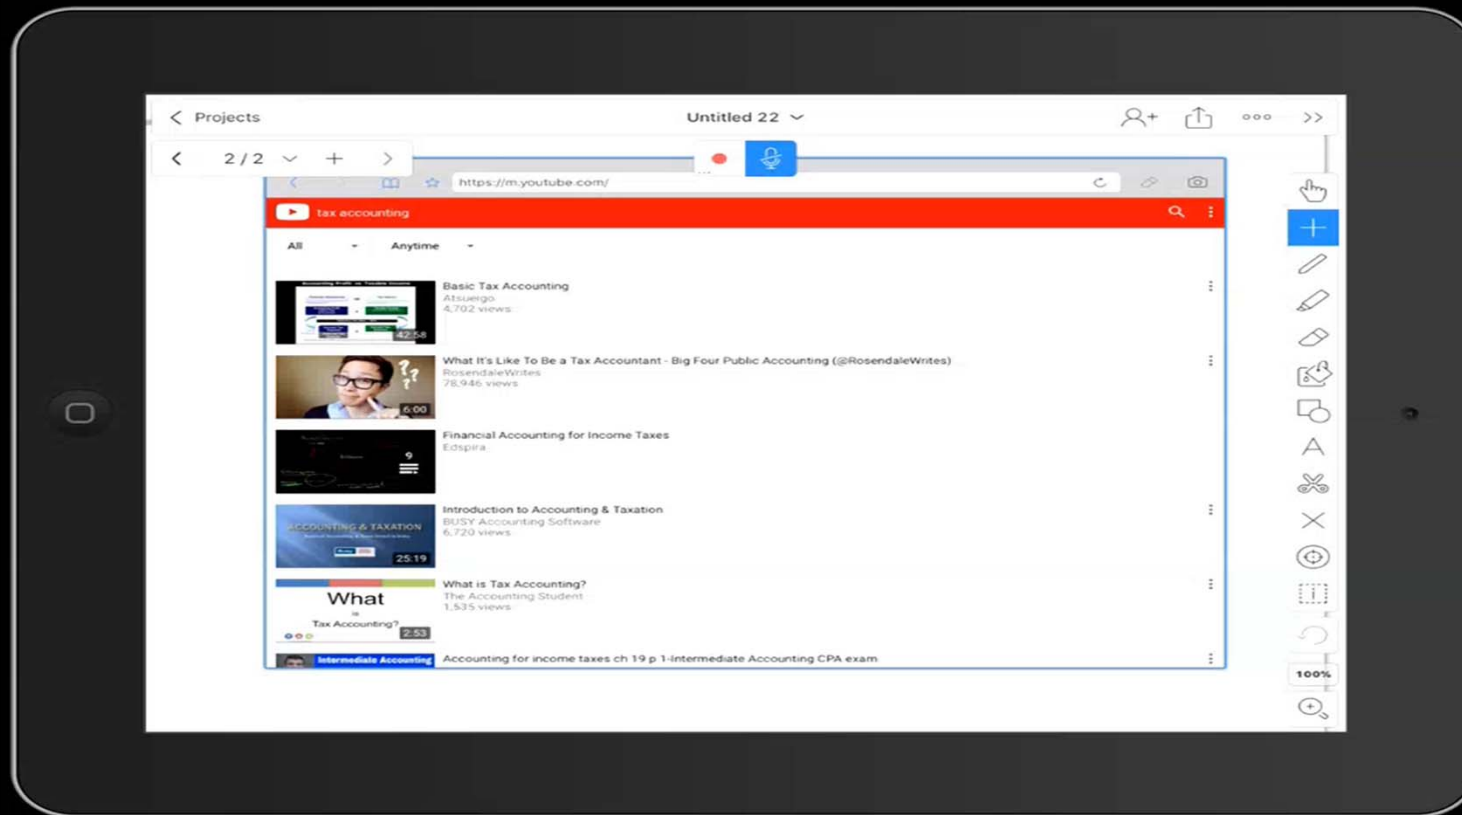 Projects
Untitled 22
2 / 2
https://m.youtube.com/
tax accounting
All
Anytime
Basic Tax Accounting
Atsuergo
4,702 views
42:58
What It's Like To Be a Tax Accountant - Big Four Public Accounting (@RosendaleWrites)
RosendaleWrites
78,946 views
???
6:00
Financial Accounting for Income Taxes
Edspira
9
Introduction to Accounting & Taxation
BUSY Accounting Software
6,720 views
ACCOUNTING & TAXATION
25:19
What is Tax Accounting?
The Accounting Student
1,535 views
What
is
Tax Accounting?
2:53
Intermediate Accounting
Accounting for income taxes ch 19 p 1-Intermediate Accounting CPA exam
A
100%